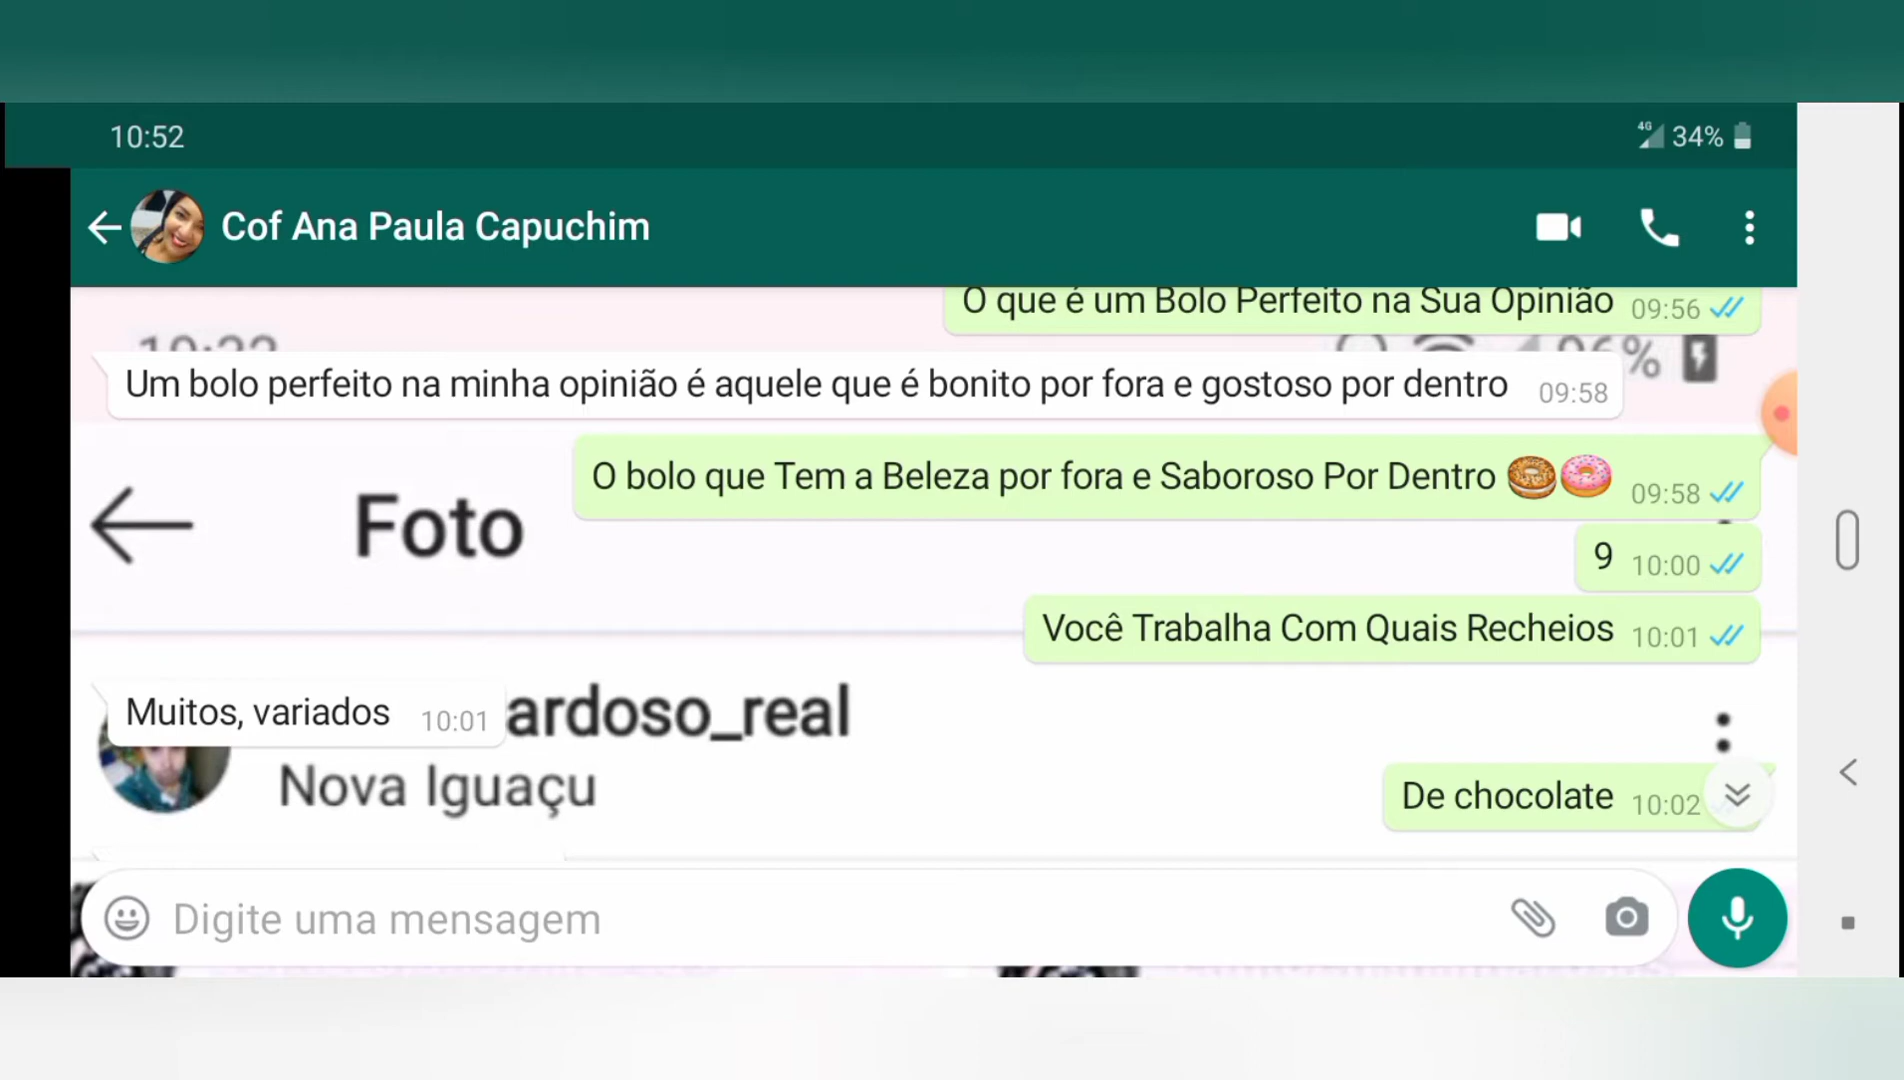 10:52
4G 34%
Cof Ana Paula Capuchim
O que é um Bolo Perfeito na Sua Opinião 09:56
96%
Um bolo perfeito na minha opinião é aquele que é bonito por fora e gostoso por dentro 09:58
O bolo que Tem a Beleza por fora e Saboroso Por Dentro 09:58
Foto
9 10:00
Você Trabalha Com Quais Recheios 10:01
Muitos, variados 10:01
ardoso_real
Nova Iguaçu
De chocolate 10:02
Digite uma mensagem